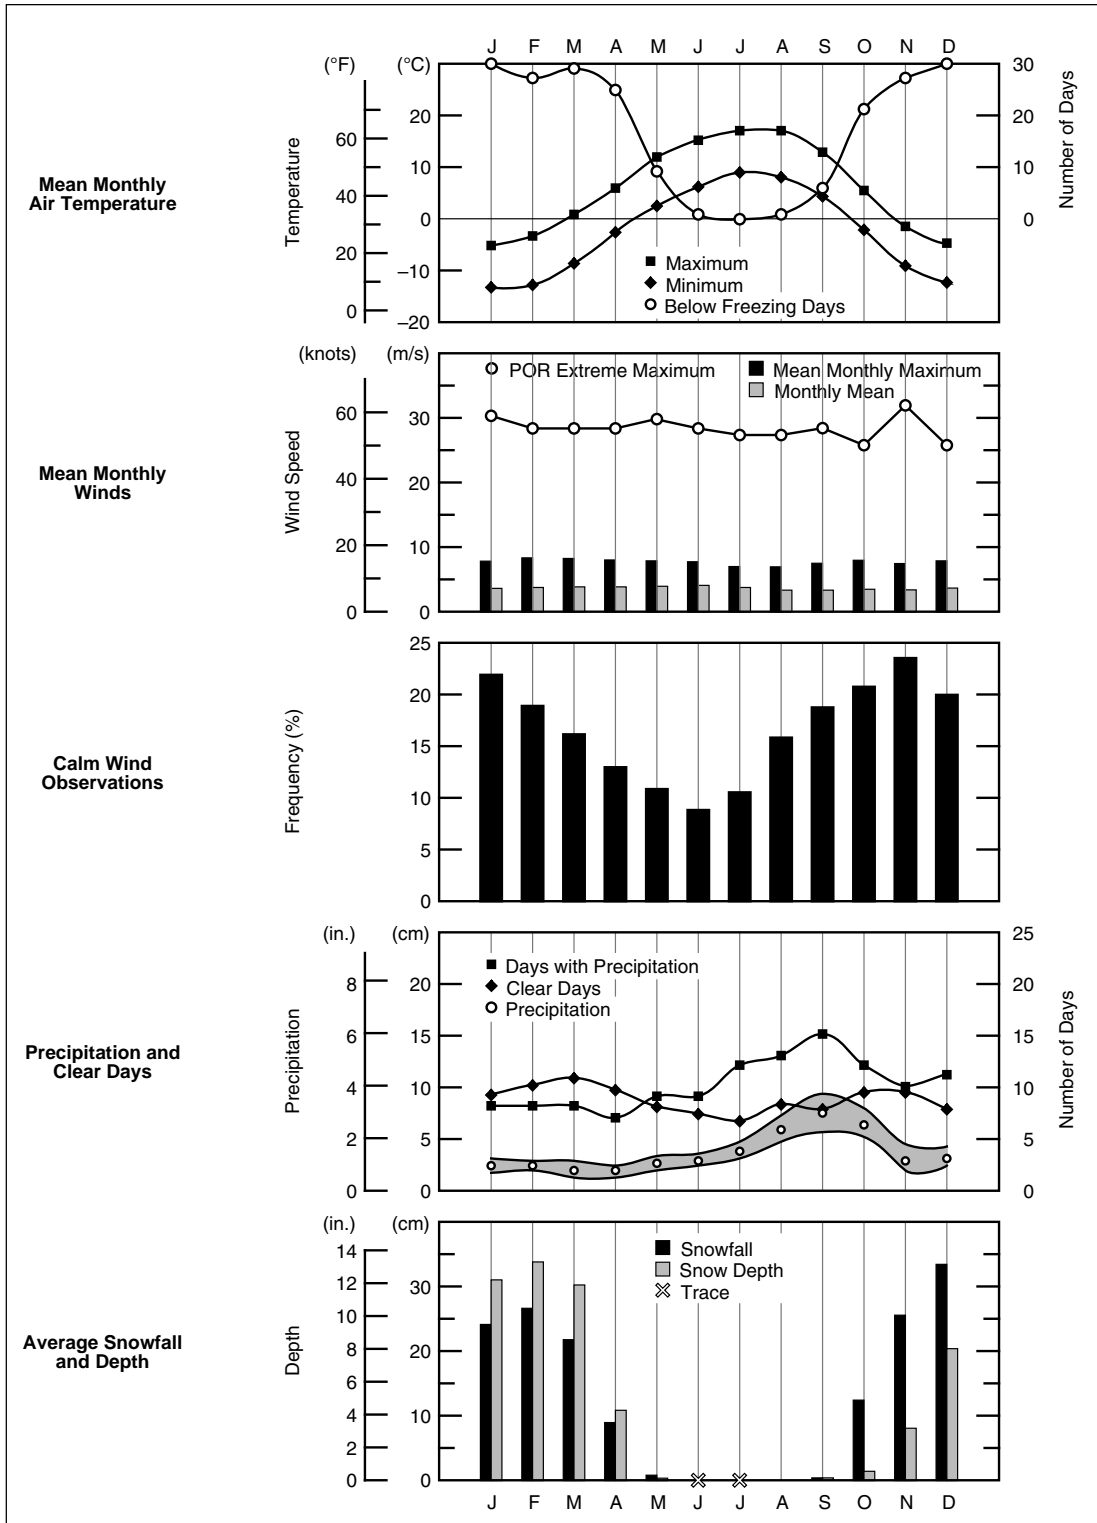 J F M A M J J A S O N D
(°F) (°C)
Mean Monthly
Air Temperature
Temperature
60
40
20
0
20
10
0
–10
–20
Maximum
Minimum
Below Freezing Days
30
20
10
0
Number of Days
(knots) (m/s)
Mean Monthly
Winds
Wind Speed
60
40
20
0
30
20
10
0
POR Extreme Maximum
Mean Monthly Maximum
Monthly Mean
Calm Wind
Observations
Frequency (%)
25
20
15
10
5
0
(in.) (cm)
Precipitation and
Clear Days
Precipitation
8
6
4
2
0
20
15
10
5
0
Days with Precipitation
Clear Days
Precipitation
25
20
15
10
5
0
Number of Days
(in.) (cm)
Average Snowfall
and Depth
Depth
14
12
10
8
6
4
2
0
30
20
10
0
Snowfall
Snow Depth
Trace
J F M A M J J A S O N D